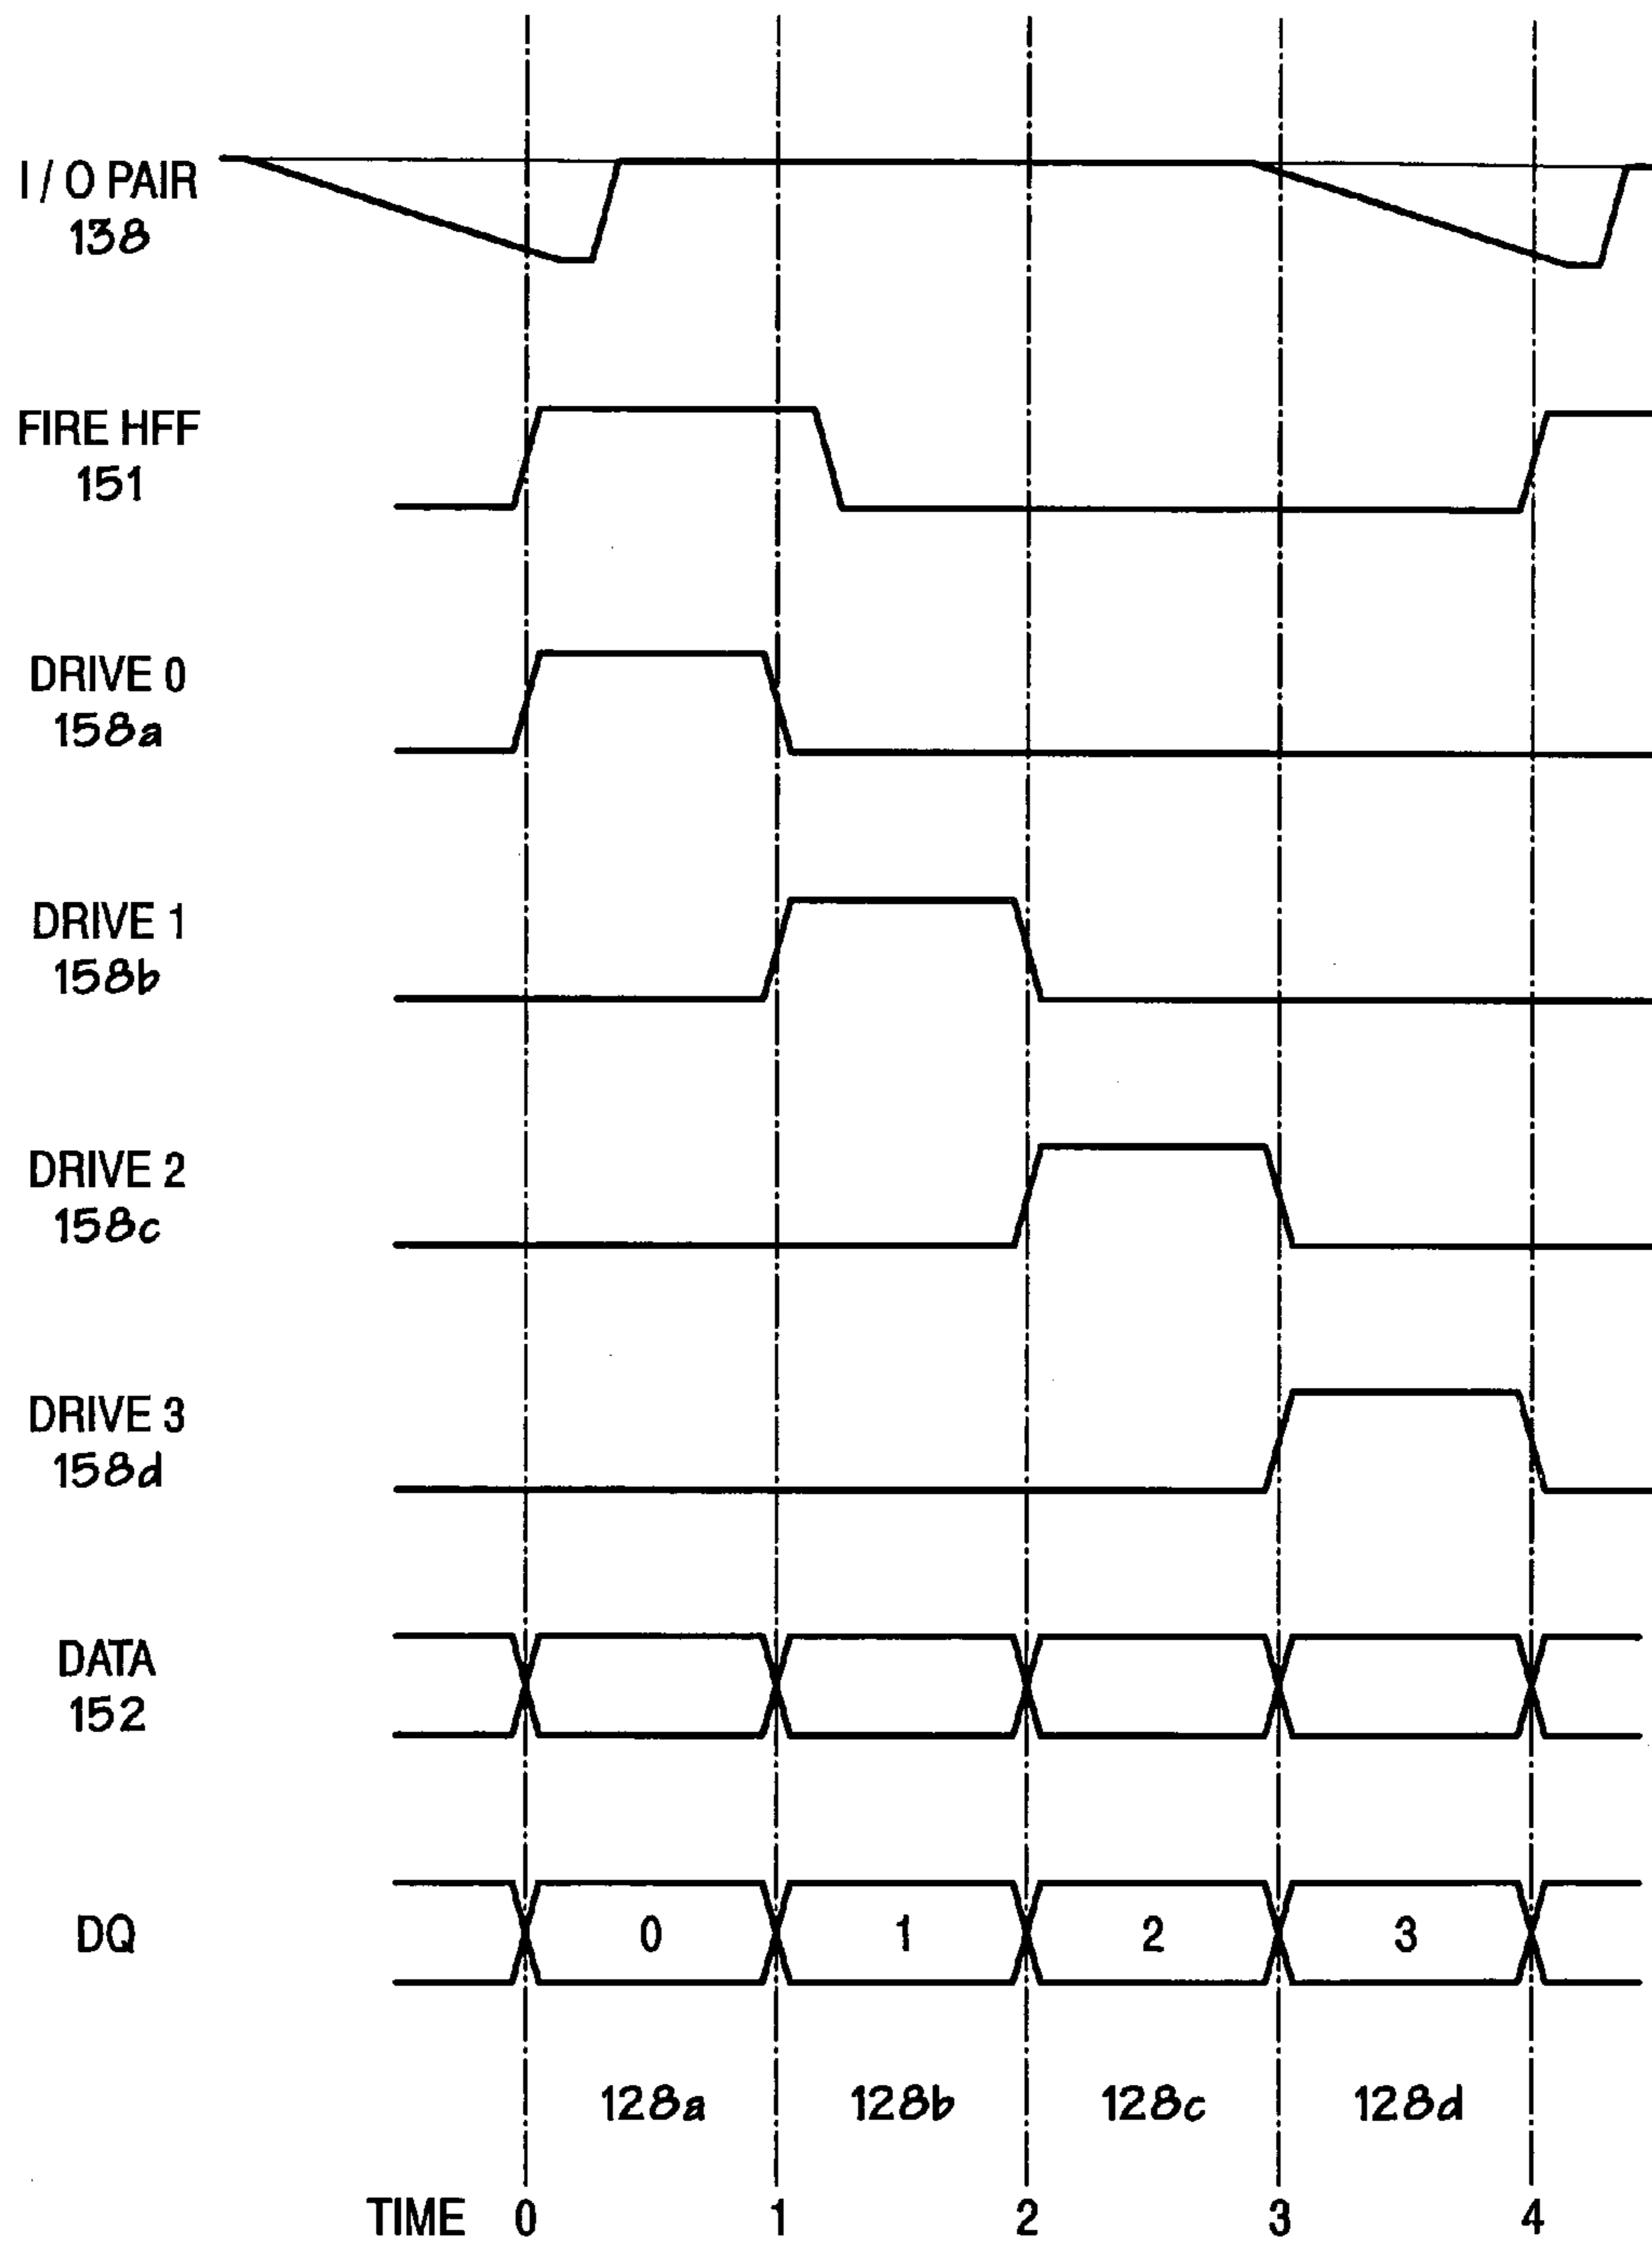 I / O PAIR
138
FIRE HFF
151
DRIVE 0
158a
DRIVE 1
158b
DRIVE 2
158c
DRIVE 3
158d
DATA
152
DQ 0 1 2 3
128a 128b 128c 128d
TIME 0 1 2 3 4